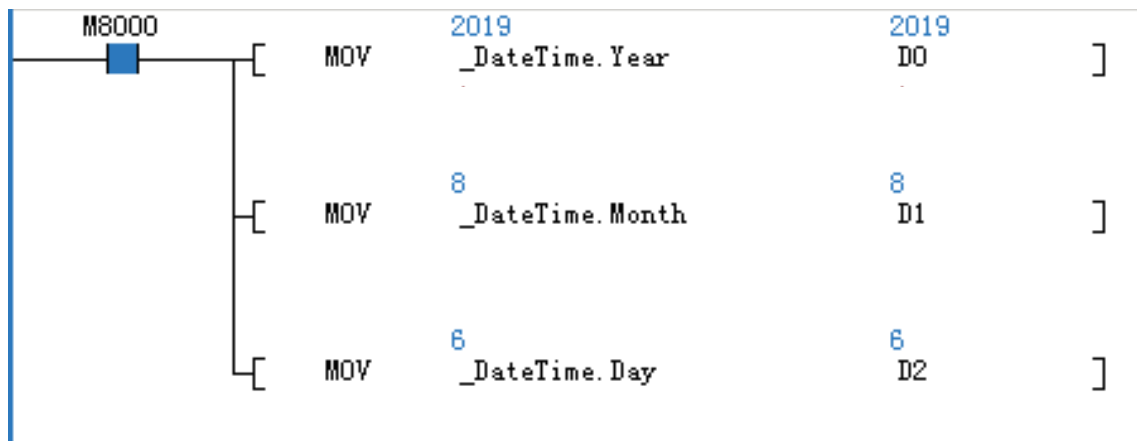 M8000
2019 2019
[ MOV _DateTime.Year D0 ]
8 8
[ MOV _DateTime.Month D1 ]
6 6
[ MOV _DateTime.Day D2 ]